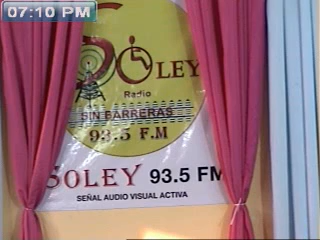 07:10 PM
SOLEY
Radio
SIN BARRERAS
93.5 F.M
SOLEY 93.5 FM
SEÑAL AUDIO VISUAL ACTIVA